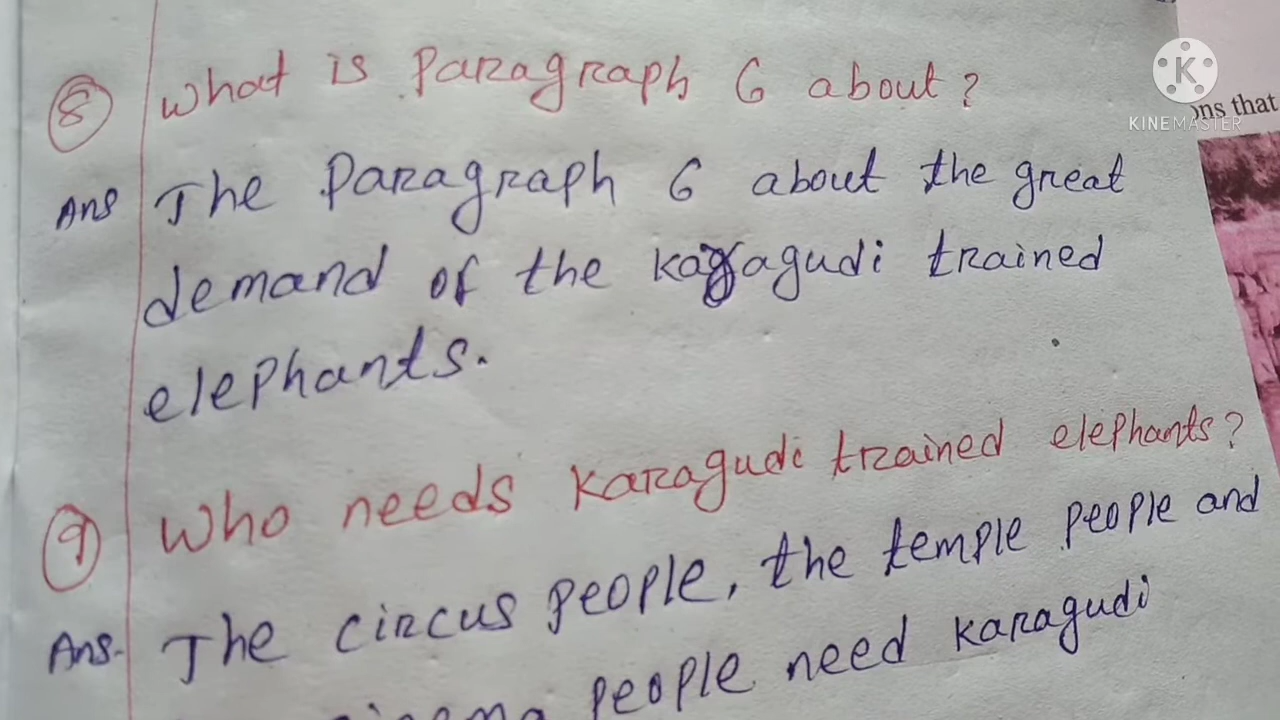 8 What is Paragraph 6 about?
Ans The Paragraph 6 about the great
demand of the karagudi trained
elephants.
9 Who needs karagudi trained elephants?
Ans. The circus people, the temple people and
cinema people need karagudi
ons that
KINEMASTER